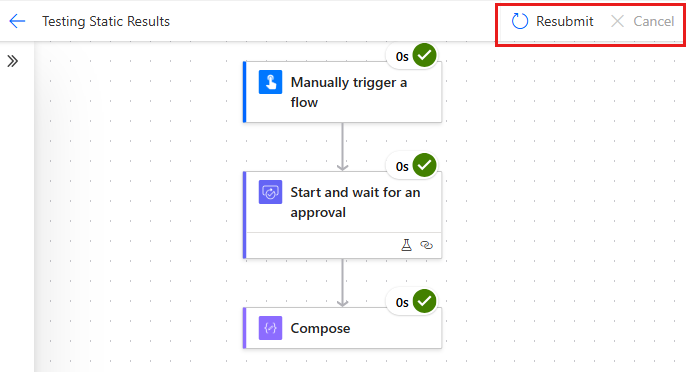 Testing Static Results
Resubmit
Cancel
0s
Manually trigger a
flow
0s
Start and wait for an
approval
0s
Compose